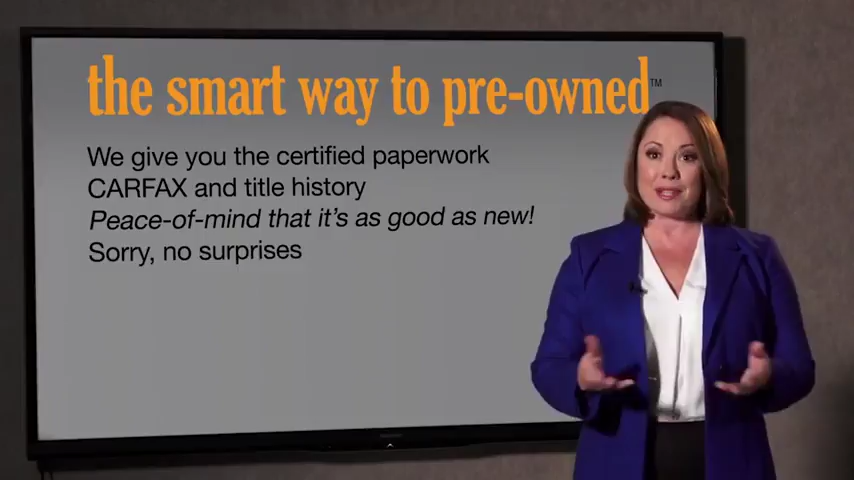 the smart way to pre-owned™
We give you the certified paperwork
CARFAX and title history
Peace-of-mind that it's as good as new!
Sorry, no surprises